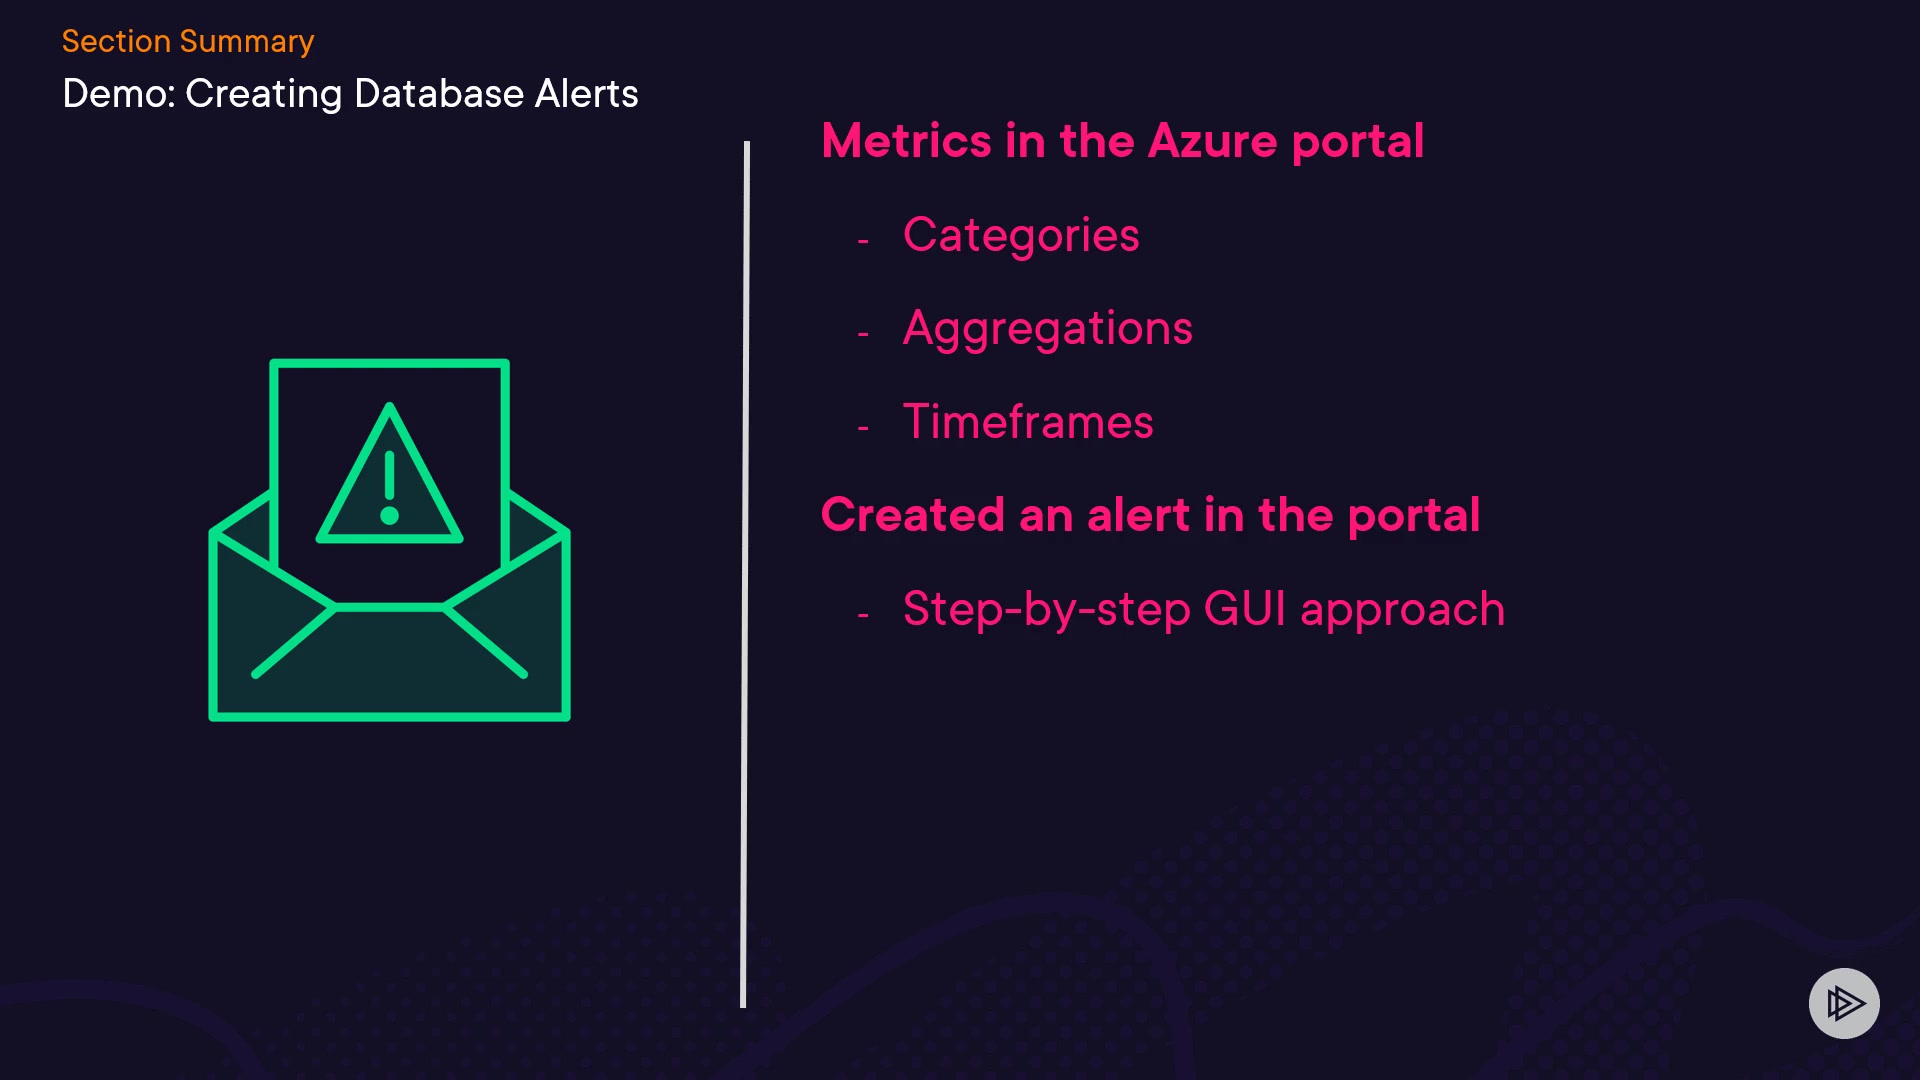 Section Summary
Demo: Creating Database Alerts
Metrics in the Azure portal
- Categories
- Aggregations
- Timeframes
Created an alert in the portal
- Step-by-step GUI approach